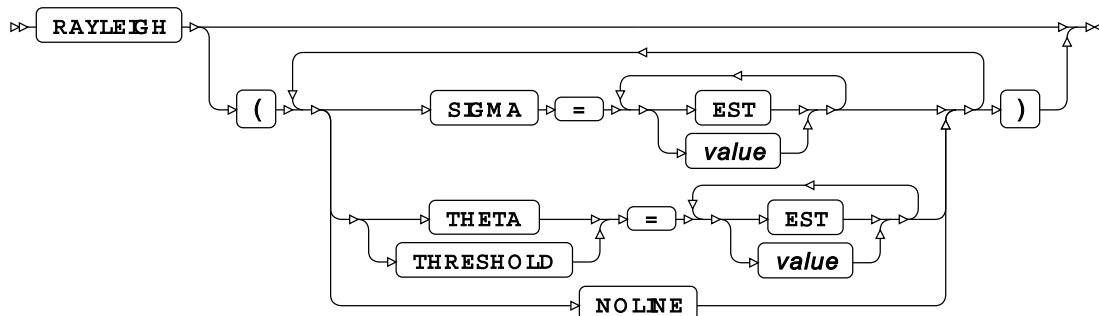 RAYLEIGH
( SIGMA = EST )
value
THETA = EST
THRESHOLD value
NOLINE